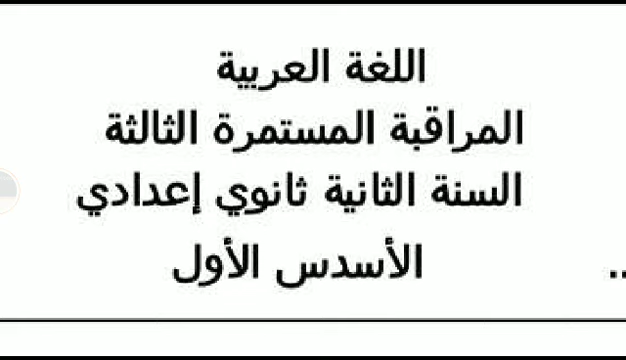 اللغة العربية
المراقبة المستمرة الثالثة
السنة الثانية ثانوي إعدادي
الأسدس الأول
..